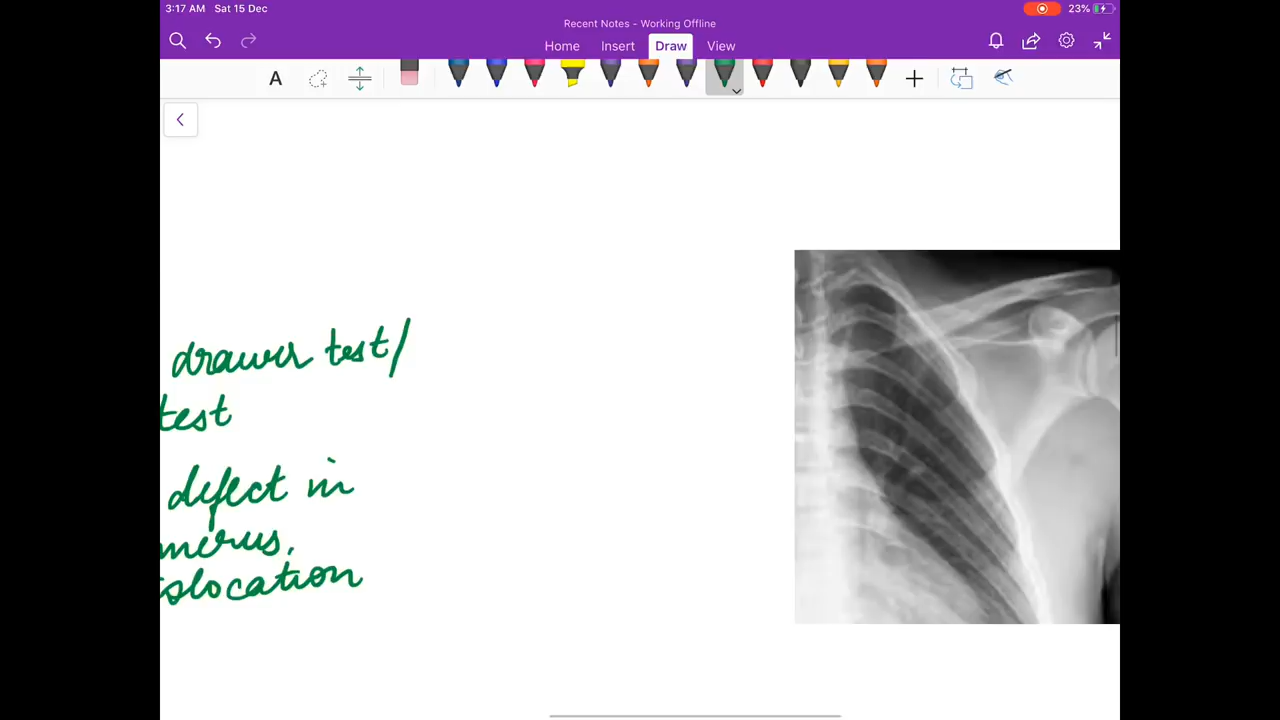 3:17 AM Sat 15 Dec
23%
Recent Notes - Working Offline
Home Insert Draw View
A
drawer test/
test
defect in
merus,
islocation